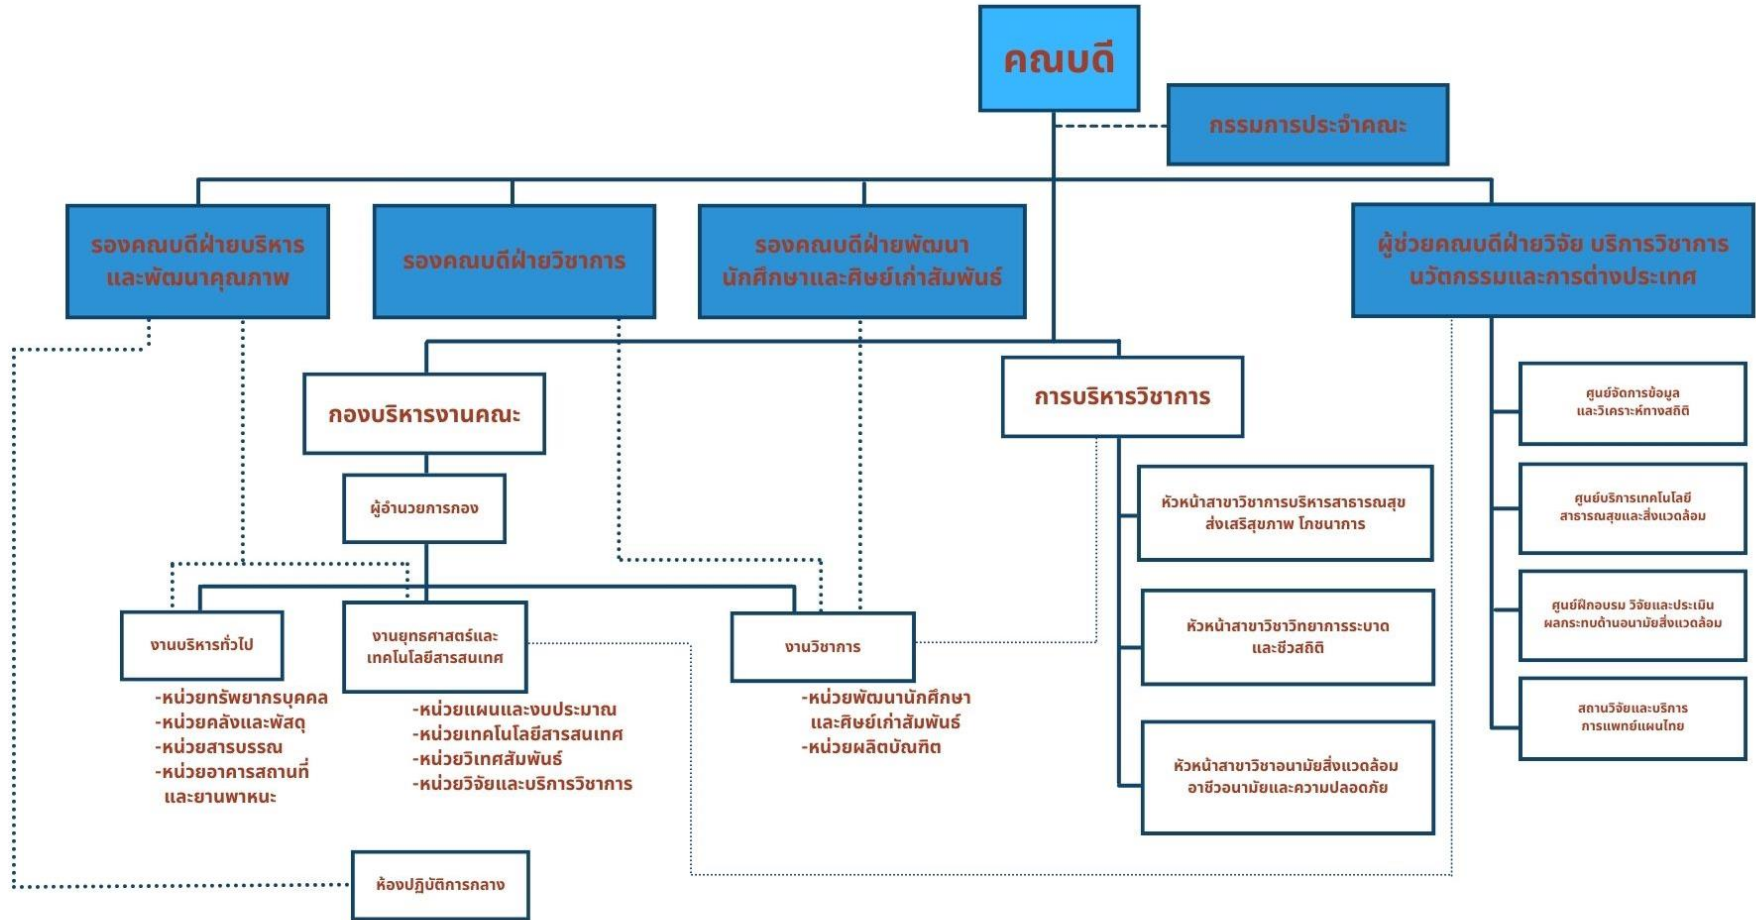 คณบดี
กรรมการประจำคณะ
รองคณบดีฝ่ายบริหาร
และพัฒนาคุณภาพ
รองคณบดีฝ่ายวิชาการ
รองคณบดีฝ่ายพัฒนา
นักศึกษาและศิษย์เก่าสัมพันธ์
ผู้ช่วยคณบดีฝ่ายวิจัย บริการวิชาการ
นวัตกรรมและการต่างประเทศ
กองบริหารงานคณะ
ผู้อำนวยการกอง
งานบริหารทั่วไป
-หน่วยทรัพยากรบุคคล
-หน่วยคลังและพัสดุ
-หน่วยสารบรรณ
-หน่วยอาคารสถานที่
และยานพาหนะ
งานยุทธศาสตร์และ
เทคโนโลยีสารสนเทศ
-หน่วยแผนและงบประมาณ
-หน่วยเทคโนโลยีสารสนเทศ
-หน่วยวิเทศสัมพันธ์
-หน่วยวิจัยและบริการวิชาการ
งานวิชาการ
-หน่วยพัฒนานักศึกษา
และศิษย์เก่าสัมพันธ์
-หน่วยผลิตบัณฑิต
การบริหารวิชาการ
หัวหน้าสาขาวิชาการบริหารสาธารณสุข
ส่งเสริสุขภาพ โภชนาการ
หัวหน้าสาขาวิชาวิทยาการระบาด
และชีวสถิติ
หัวหน้าสาขาวิชาอนามัยสิ่งแวดล้อม
อาชีวอนามัยและความปลอดภัย
ศูนย์จัดการข้อมูล
และวิเคราะห์ทางสถิติ
ศูนย์บริการเทคโนโลยี
สาธารณสุขและสิ่งแวดล้อม
ศูนย์ฝึกอบรม วิจัยและประเมิน
ผลกระทบด้านอนามัยสิ่งแวดล้อม
สถานวิจัยและบริการ
การแพทย์แผนไทย
ห้องปฏิบัติการกลาง